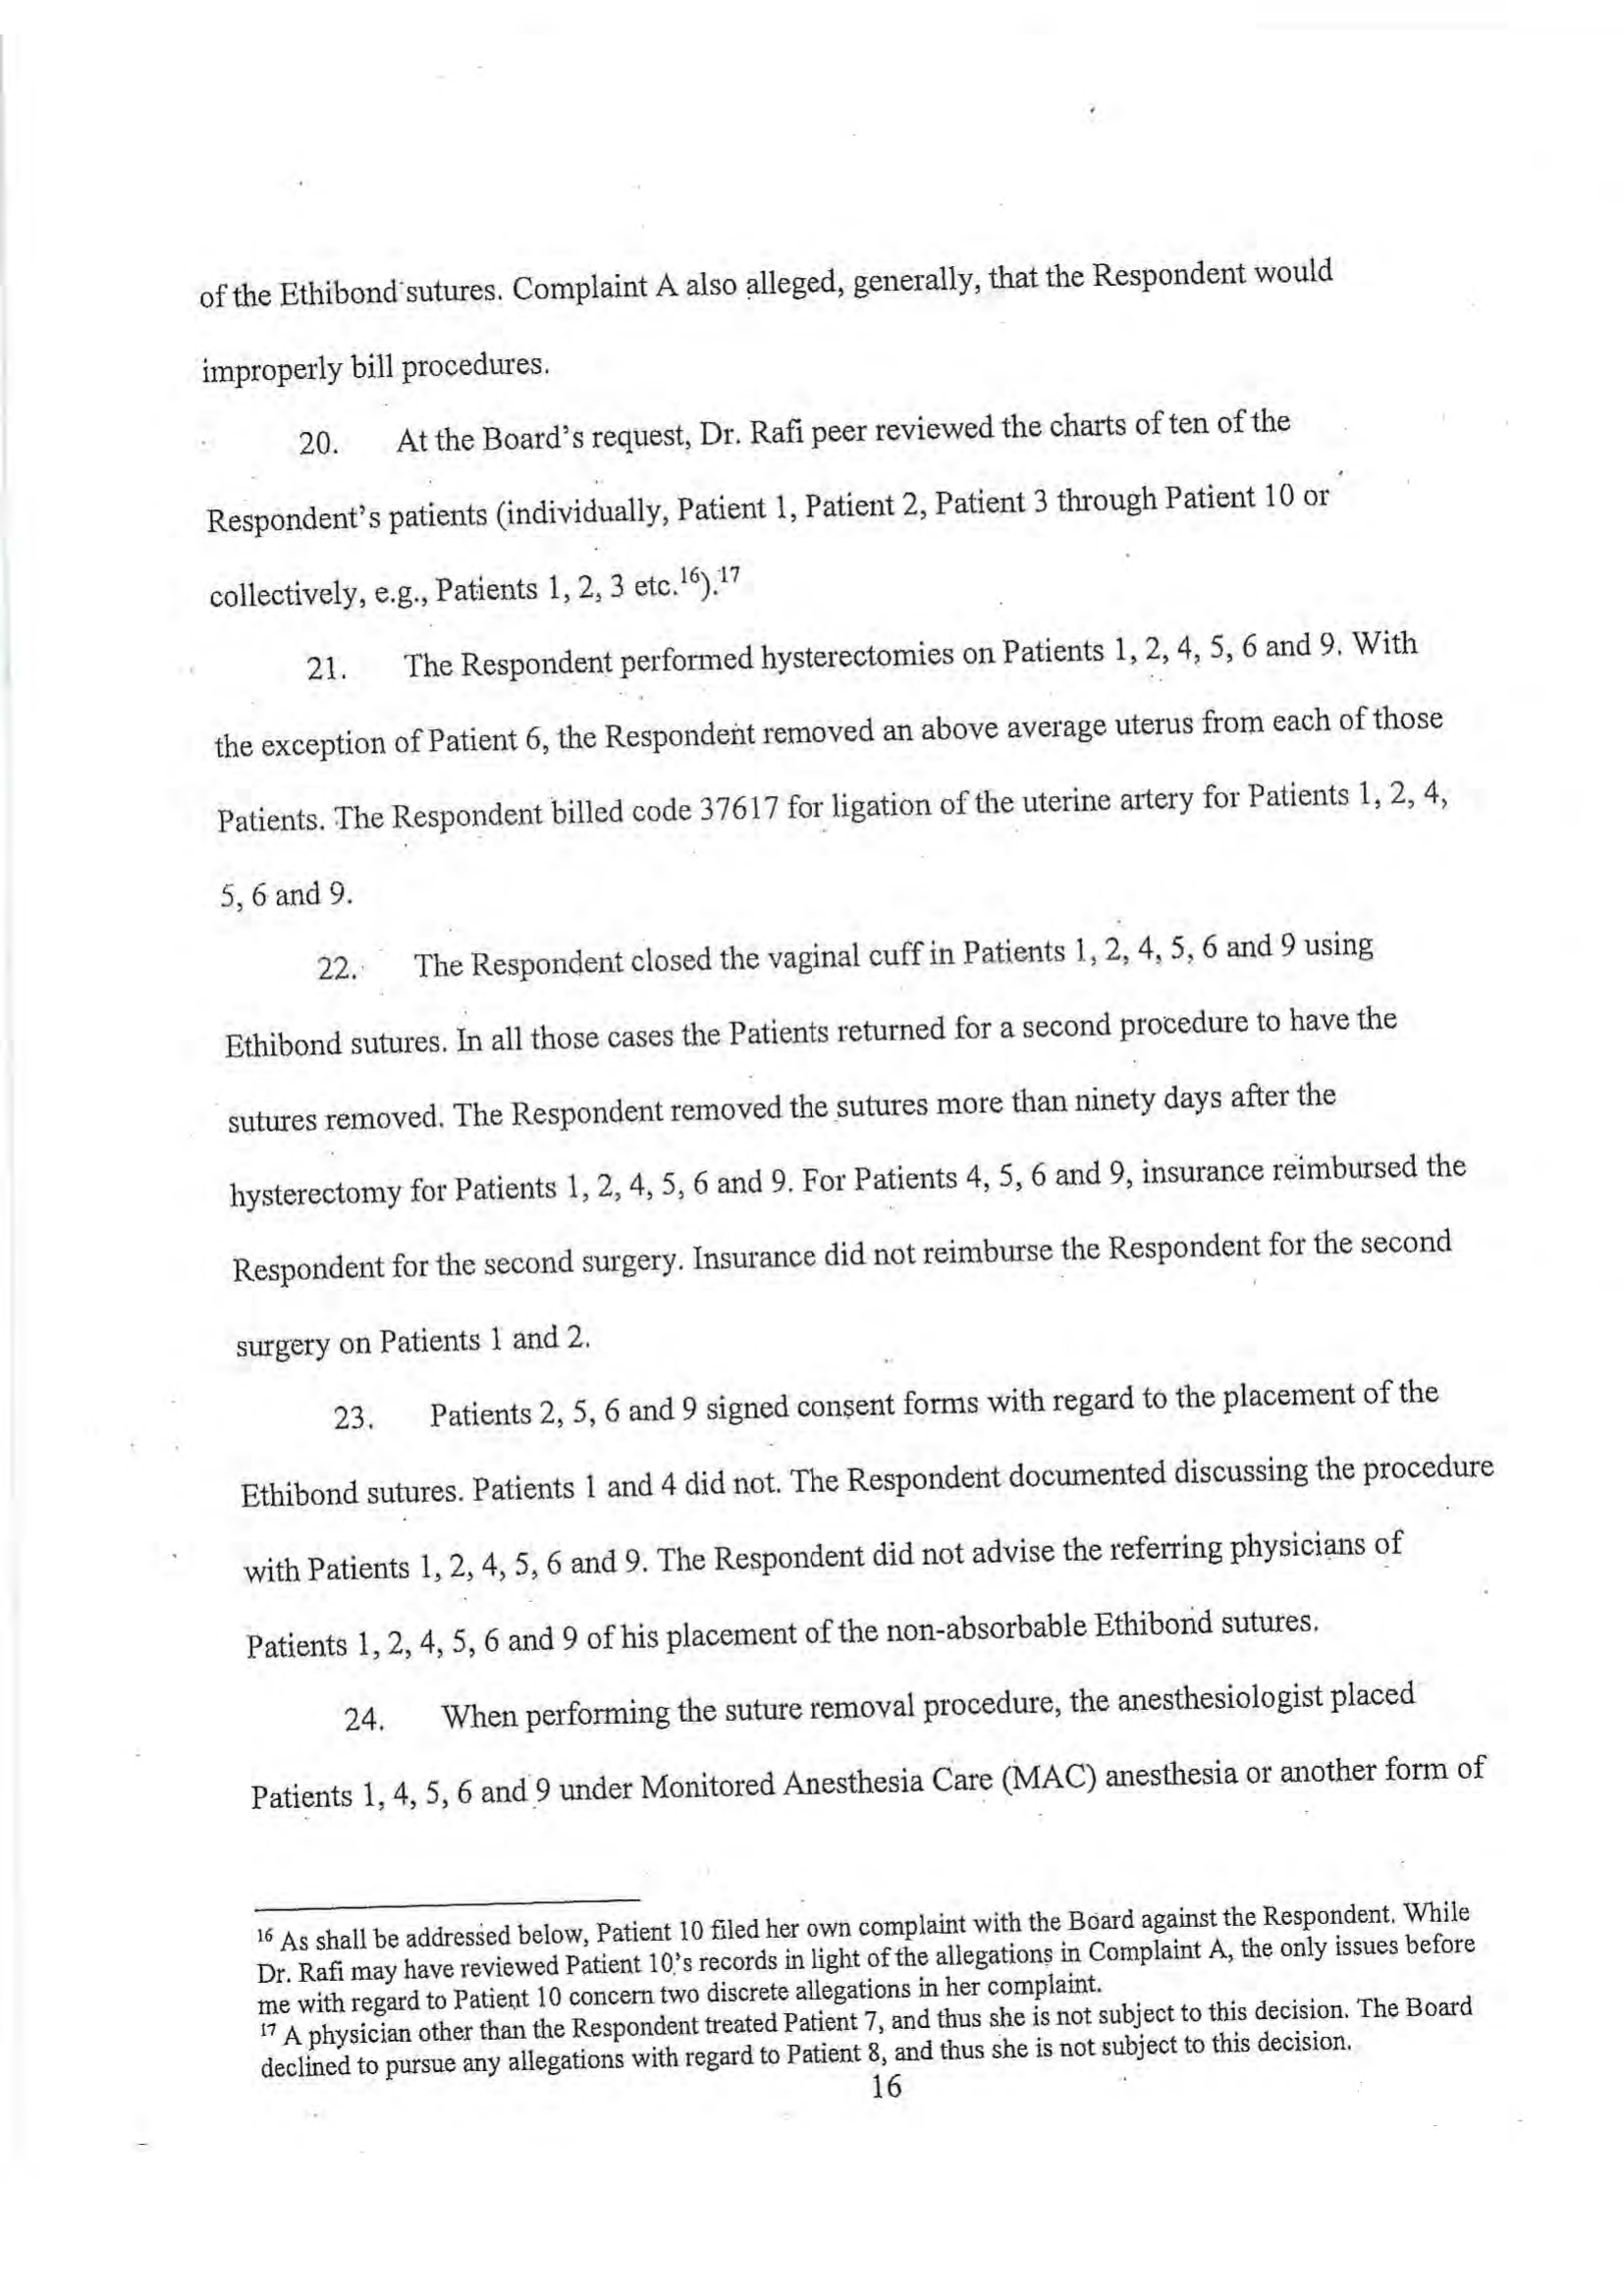 of the Ethibond sutures. Complaint A also alleged, generally, that the Respondent would
improperly bill procedures.
20. At the Board's request, Dr. Rafi peer reviewed the charts of ten of the
Respondent's patients (individually, Patient 1, Patient 2, Patient 3 through Patient 10 or
collectively, e.g., Patients 1, 2, 3 etc.16).17
21. The Respondent performed hysterectomies on Patients 1, 2, 4, 5, 6 and 9. With
the exception of Patient 6, the Respondent removed an above average uterus from each of those
Patients. The Respondent billed code 37617 for ligation of the uterine artery for Patients 1, 2, 4,
5, 6 and 9.
22. The Respondent closed the vaginal cuff in Patients 1, 2, 4, 5, 6 and 9 using
Ethibond sutures. In all those cases the Patients returned for a second procedure to have the
sutures removed. The Respondent removed the sutures more than ninety days after the
hysterectomy for Patients 1, 2, 4, 5, 6 and 9. For Patients 4, 5, 6 and 9, insurance reimbursed the
Respondent for the second surgery. Insurance did not reimburse the Respondent for the second
surgery on Patients 1 and 2.
23. Patients 2, 5, 6 and 9 signed consent forms with regard to the placement of the
Ethibond sutures. Patients 1 and 4 did not. The Respondent documented discussing the procedure
with Patients 1, 2, 4, 5, 6 and 9. The Respondent did not advise the referring physicians of
Patients 1, 2, 4, 5, 6 and 9 of his placement of the non-absorbable Ethibond sutures.
24. When performing the suture removal procedure, the anesthesiologist placed
Patients 1, 4, 5, 6 and 9 under Monitored Anesthesia Care (MAC) anesthesia or another form of
16 As shall be addressed below, Patient 10 filed her own complaint with the Board against the Respondent. While
Dr. Rafi may have reviewed Patient 10's records in light of the allegations in Complaint A, the only issues before
me with regard to Patient 10 concern two discrete allegations in her complaint.
17 A physician other than the Respondent treated Patient 7, and thus she is not subject to this decision. The Board
declined to pursue any allegations with regard to Patient 8, and thus she is not subject to this decision.
16